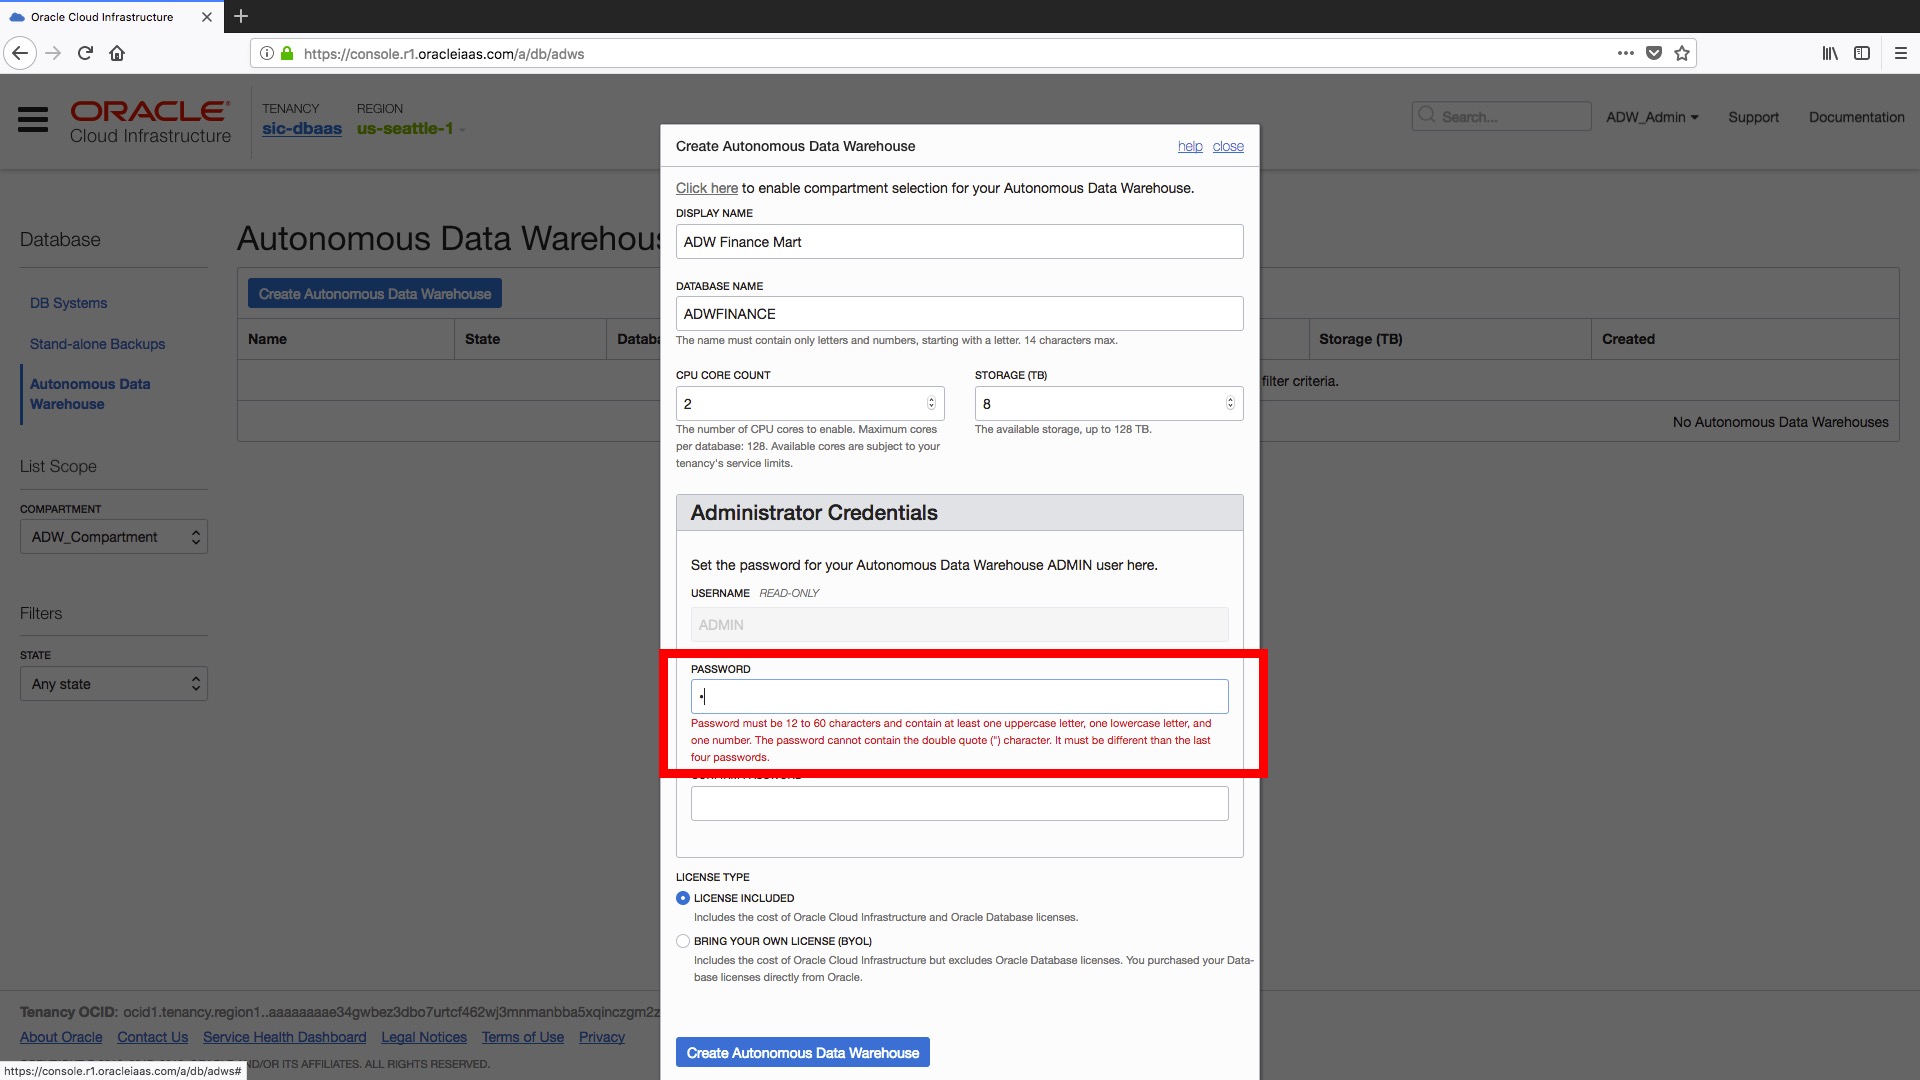 Oracle Cloud Infrastructure
https://console.r1.oracleiaas.com/a/db/adws
ORACLE
Cloud Infrastructure
TENANCY
sic-dbaas
REGION
us-seattle-1
Search...
ADW_Admin
Support
Documentation
Database
DB Systems
Stand-alone Backups
Autonomous Data
Warehouse
List Scope
COMPARTMENT
ADW_Compartment
Filters
STATE
Any state
Autonomous Data Warehous
Create Autonomous Data Warehouse
Name State Databa Storage (TB) Created
filter criteria.
No Autonomous Data Warehouses
Create Autonomous Data Warehouse
help close
Click here to enable compartment selection for your Autonomous Data Warehouse.
DISPLAY NAME
ADW Finance Mart
DATABASE NAME
ADWFINANCE
The name must contain only letters and numbers, starting with a letter. 14 characters max.
CPU CORE COUNT
2
The number of CPU cores to enable. Maximum cores
per database: 128. Available cores are subject to your
tenancy's service limits.
STORAGE (TB)
8
The available storage, up to 128 TB.
Administrator Credentials
Set the password for your Autonomous Data Warehouse ADMIN user here.
USERNAME READ-ONLY
ADMIN
PASSWORD
•
Password must be 12 to 60 characters and contain at least one uppercase letter, one lowercase letter, and
one number. The password cannot contain the double quote (") character. It must be different than the last
four passwords.
LICENSE TYPE
LICENSE INCLUDED
Includes the cost of Oracle Cloud Infrastructure and Oracle Database licenses.
BRING YOUR OWN LICENSE (BYOL)
Includes the cost of Oracle Cloud Infrastructure but excludes Oracle Database licenses. You purchased your Data-
base licenses directly from Oracle.
Create Autonomous Data Warehouse
Tenancy OCID: ocid1.tenancy.region1..aaaaaaaae34gwbez3dbo7urtcf462wj3mnmanbba5xqinczgm2z
About Oracle Contact Us Service Health Dashboard Legal Notices Terms of Use Privacy
ND/OR ITS AFFILIATES. ALL RIGHTS RESERVED.
https://console.r1.oracleiaas.com/a/db/adws#